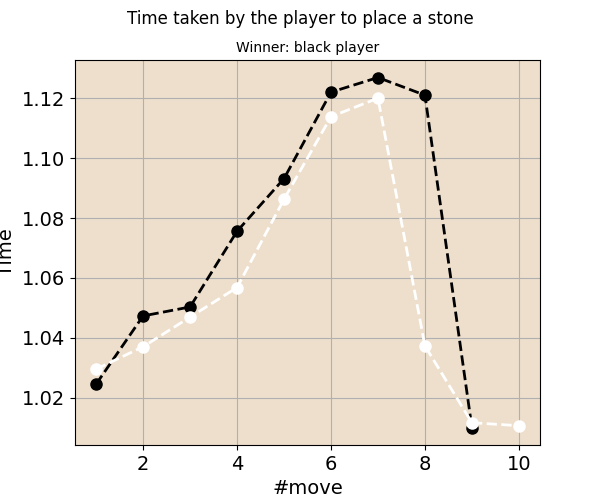 Time taken by the player to place a stone
Winner: black player
1.12
1.10
1.08
1.06
1.04
1.02
Time
2 4 6 8 10
#move